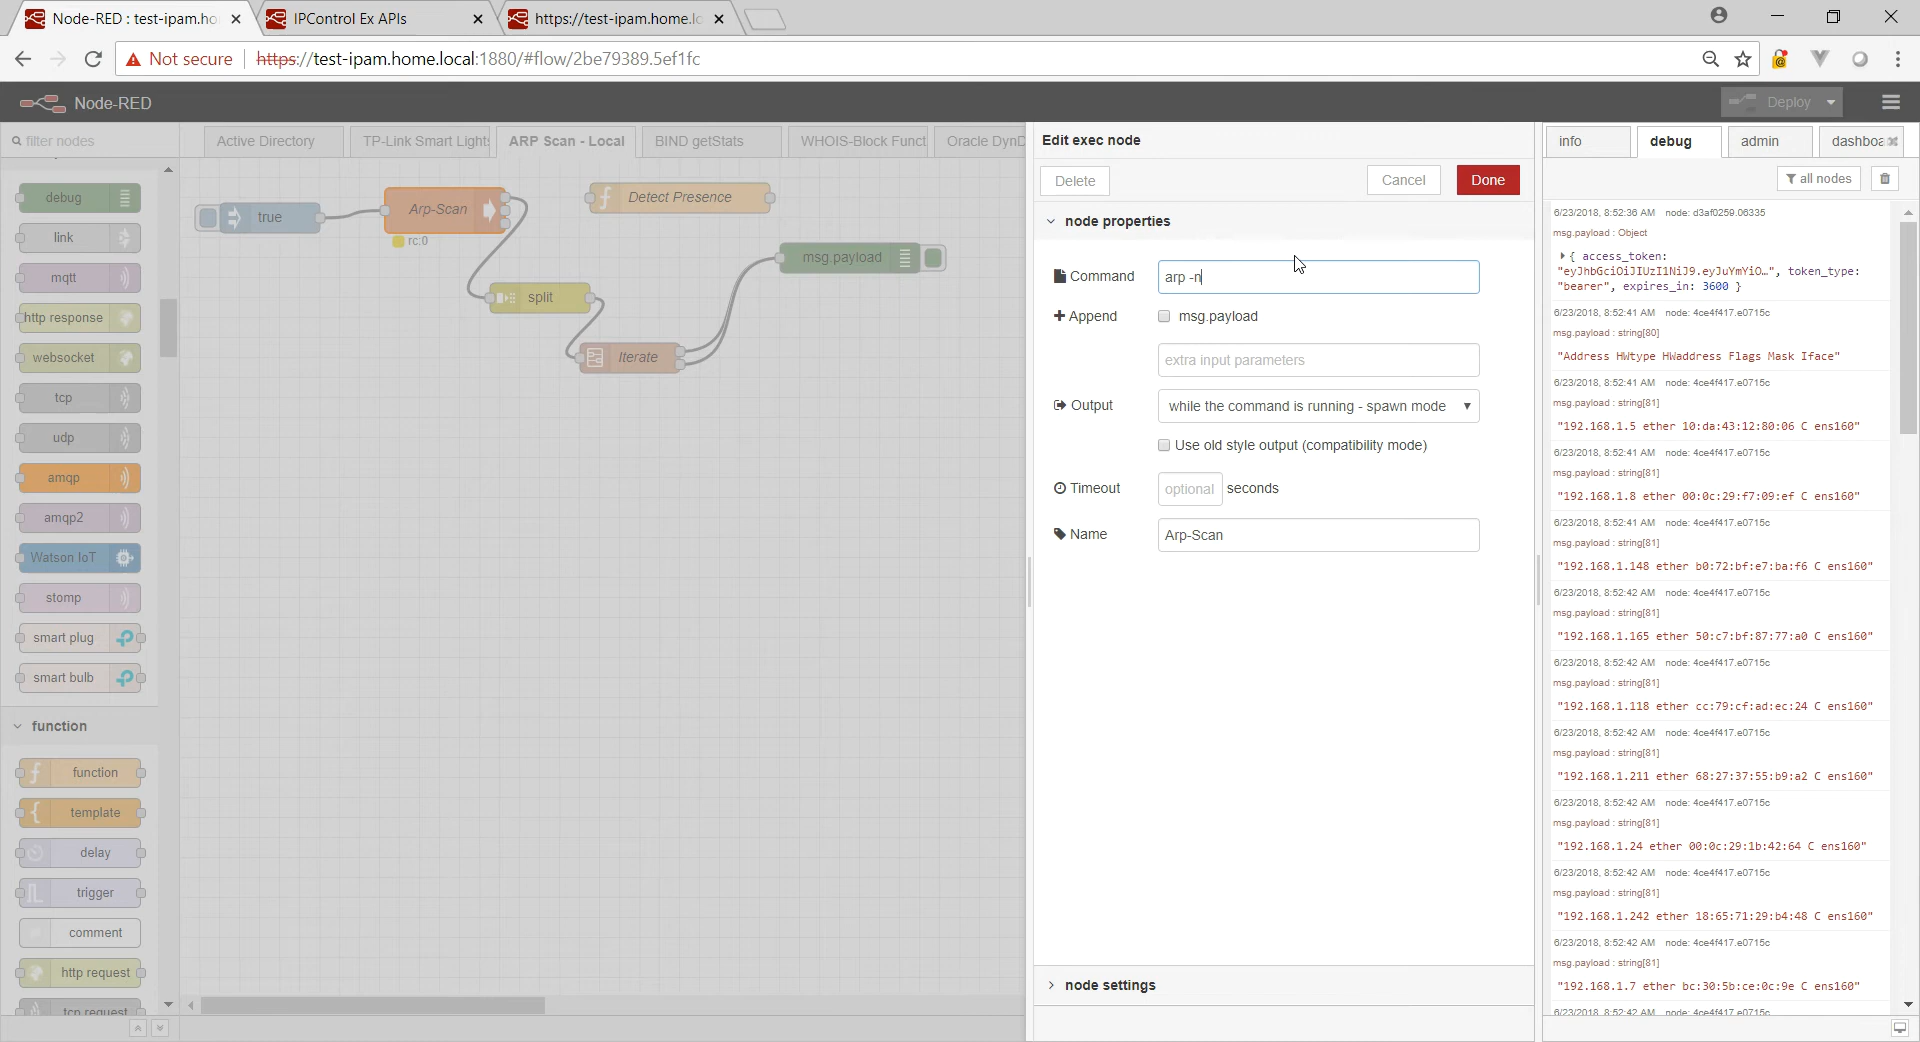 Node-RED : test-ipam.ho
IPControl Ex APIs
https://test-ipam.home.lo
Not secure
https://test-ipam.home.local:1880/#flow/2be79389.5ef1fc
Node-RED
Deploy
filter nodes
debug
link
mqtt
http response
websocket
tcp
udp
amqp
amqp2
Watson IoT
stomp
smart plug
smart bulb
function
function
template
delay
trigger
comment
http request
tcp request
Active Directory
TP-Link Smart Lights
ARP Scan - Local
BIND getStats
WHOIS-Block Funct
Oracle DynD
true
Arp-Scan
rc:0
Detect Presence
msg.payload
split
Iterate
Edit exec node
Delete
Cancel
Done
node properties
Command
arp -n
Append
msg.payload
extra input parameters
Output
while the command is running - spawn mode
Use old style output (compatibility mode)
Timeout
optional
seconds
Name
Arp-Scan
node settings
info
debug
admin
dashboa
all nodes
6/23/2018, 8:52:36 AM node: d3af0259.06335
msg.payload : Object
{ access_token:
"eyJhbGciOiJIUzI1NiJ9.eyJuYmYiO…", token_type:
"bearer", expires_in: 3600 }
6/23/2018, 8:52:41 AM node: 4ce4f417.e0715c
msg.payload : string[80]
"Address HWtype HWaddress Flags Mask Iface"
6/23/2018, 8:52:41 AM node: 4ce4f417.e0715c
msg.payload : string[81]
"192.168.1.5 ether 10:da:43:12:80:06 C ens160"
6/23/2018, 8:52:41 AM node: 4ce4f417.e0715c
msg.payload : string[81]
"192.168.1.8 ether 00:0c:29:f7:09:ef C ens160"
6/23/2018, 8:52:41 AM node: 4ce4f417.e0715c
msg.payload : string[81]
"192.168.1.148 ether b0:72:bf:e7:ba:f6 C ens160"
6/23/2018, 8:52:42 AM node: 4ce4f417.e0715c
msg.payload : string[81]
"192.168.1.165 ether 50:c7:bf:87:77:a0 C ens160"
6/23/2018, 8:52:42 AM node: 4ce4f417.e0715c
msg.payload : string[81]
"192.168.1.118 ether cc:79:cf:ad:ec:24 C ens160"
6/23/2018, 8:52:42 AM node: 4ce4f417.e0715c
msg.payload : string[81]
"192.168.1.211 ether 68:27:37:55:b9:a2 C ens160"
6/23/2018, 8:52:42 AM node: 4ce4f417.e0715c
msg.payload : string[81]
"192.168.1.24 ether 00:0c:29:1b:42:64 C ens160"
6/23/2018, 8:52:42 AM node: 4ce4f417.e0715c
msg.payload : string[81]
"192.168.1.242 ether 18:65:71:29:b4:48 C ens160"
6/23/2018, 8:52:42 AM node: 4ce4f417.e0715c
msg.payload : string[81]
"192.168.1.7 ether bc:30:5b:ce:0c:9e C ens160"
6/23/2018, 8:52:42 AM node: 4ce4f417.e0715c